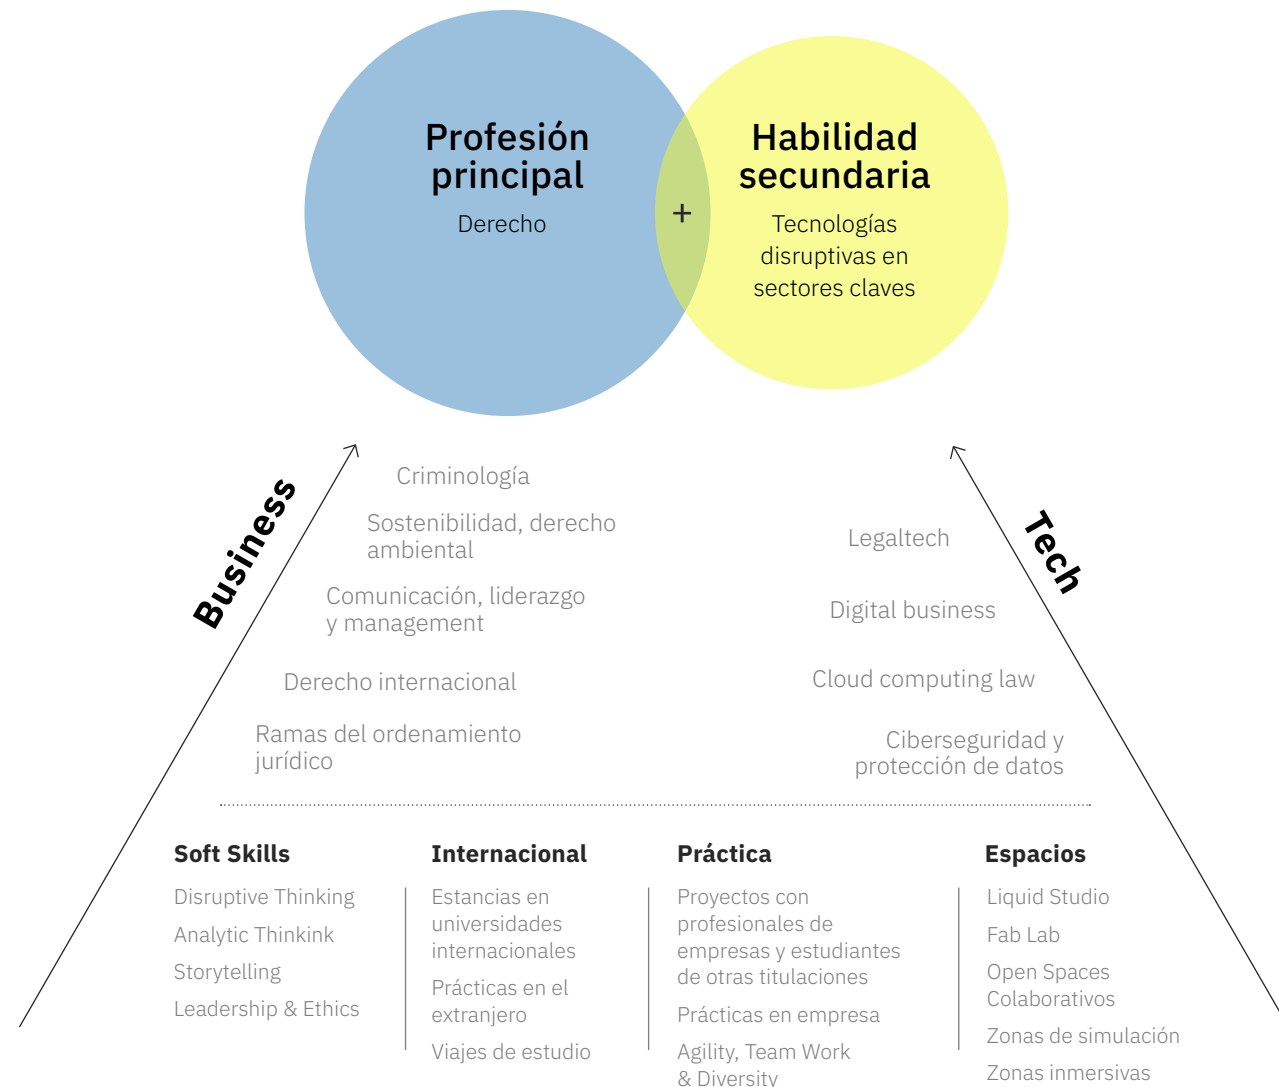 Profesión
principal
Derecho
+
Habilidad
secundaria
Tecnologías
disruptivas en
sectores claves
Business
Criminología
Sostenibilidad, derecho
ambiental
Comunicación, liderazgo
y management
Derecho internacional
Ramas del ordenamiento
jurídico
Tech
Legaltech
Digital business
Cloud computing law
Ciberseguridad y
protección de datos
Soft Skills
Disruptive Thinking
Analytic Thinkink
Storytelling
Leadership & Ethics
Internacional
Estancias en
universidades
internacionales
Prácticas en el
extranjero
Viajes de estudio
Práctica
Proyectos con
profesionales de
empresas y estudiantes
de otras titulaciones
Prácticas en empresa
Agility, Team Work
& Diversity
Espacios
Liquid Studio
Fab Lab
Open Spaces
Colaborativos
Zonas de simulación
Zonas inmersivas